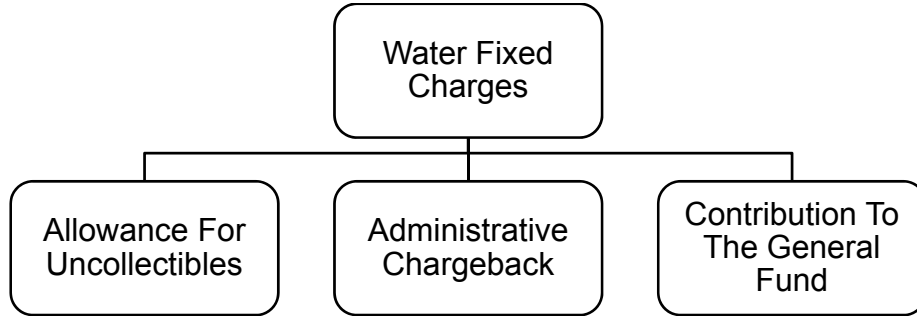 Water Fixed
Charges
Allowance For
Uncollectibles
Administrative
Chargeback
Contribution To
The General
Fund